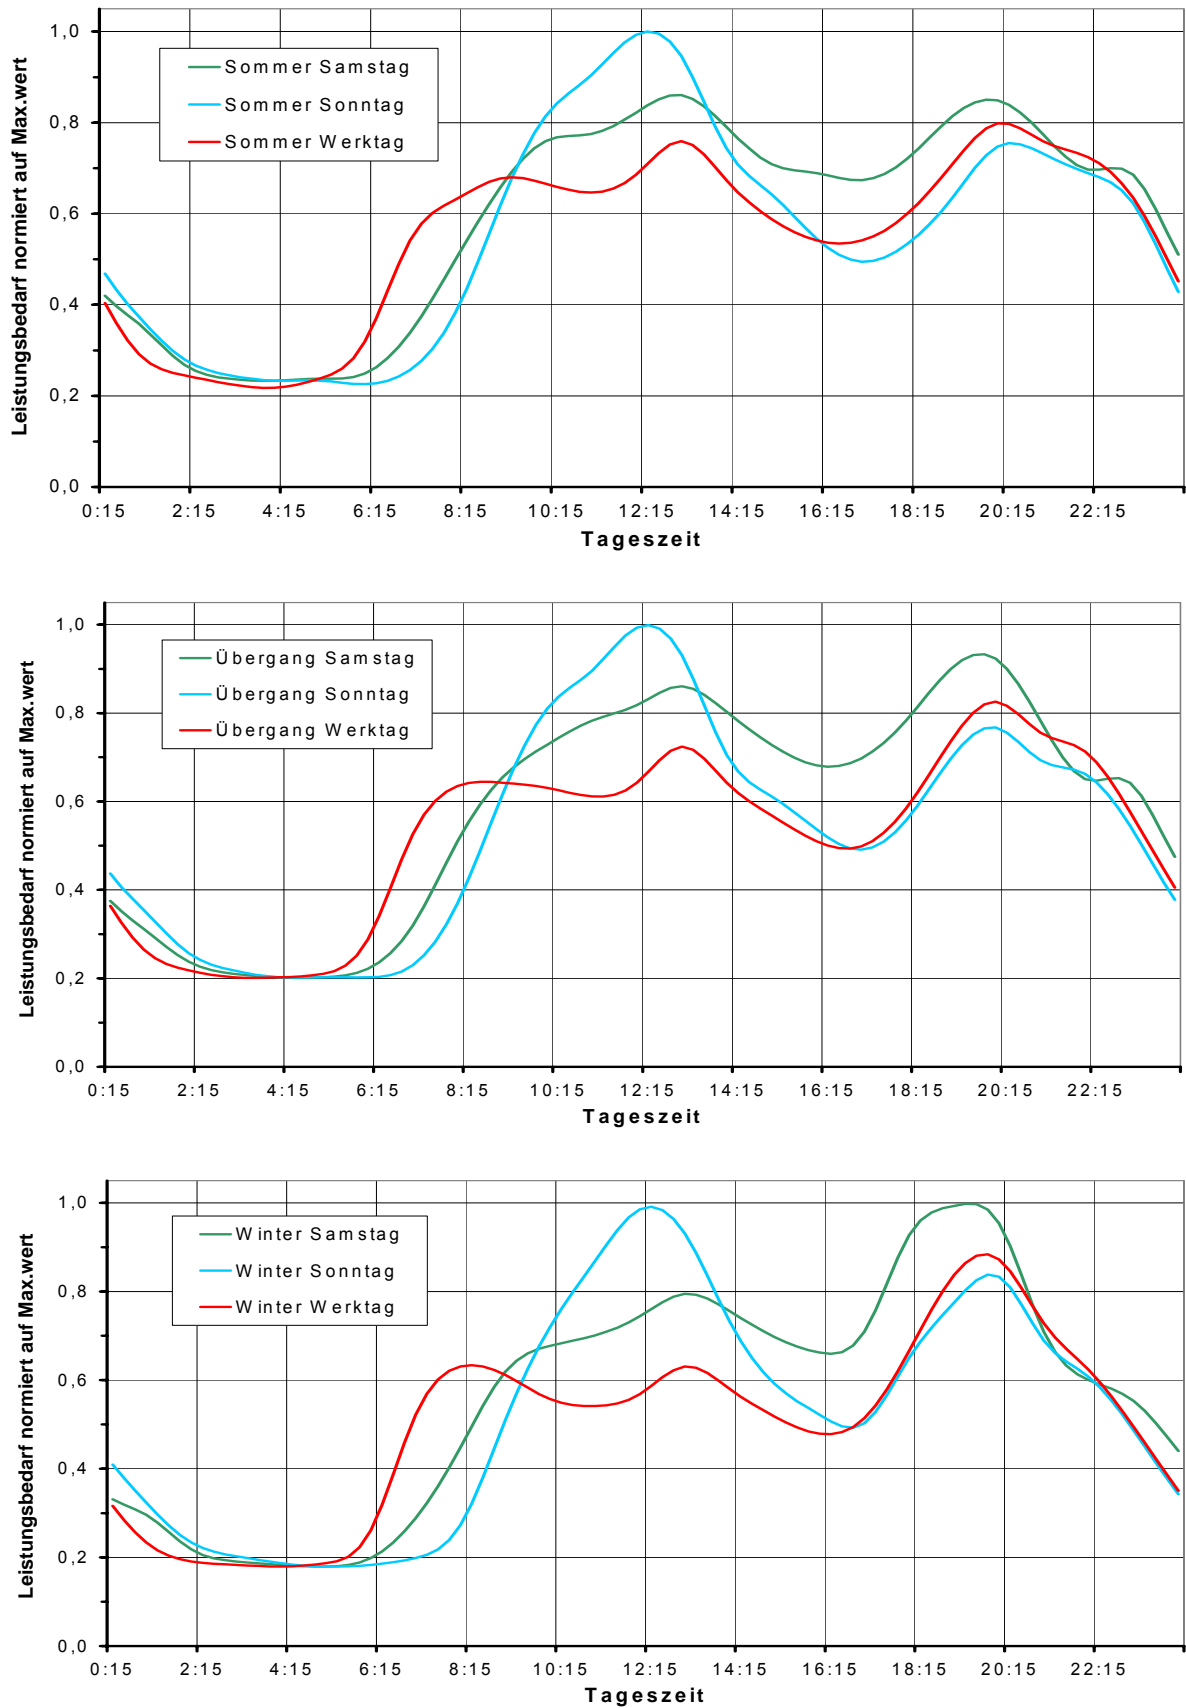 Leistungsbedarf normiert auf Max.wert
1,0
0,8
0,6
0,4
0,2
0,0
Sommer Samstag
Sommer Sonntag
Sommer Werktag
0:15 2:15 4:15 6:15 8:15 10:15 12:15 14:15 16:15 18:15 20:15 22:15
Tageszeit
Leistungsbedarf normiert auf Max.wert
1,0
0,8
0,6
0,4
0,2
0,0
Übergang Samstag
Übergang Sonntag
Übergang Werktag
0:15 2:15 4:15 6:15 8:15 10:15 12:15 14:15 16:15 18:15 20:15 22:15
Tageszeit
Leistungsbedarf normiert auf Max.wert
1,0
0,8
0,6
0,4
0,2
0,0
Winter Samstag
Winter Sonntag
Winter Werktag
0:15 2:15 4:15 6:15 8:15 10:15 12:15 14:15 16:15 18:15 20:15 22:15
Tageszeit